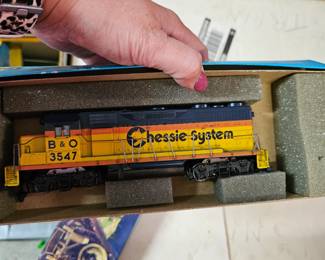 B & O
3547
Chessie System